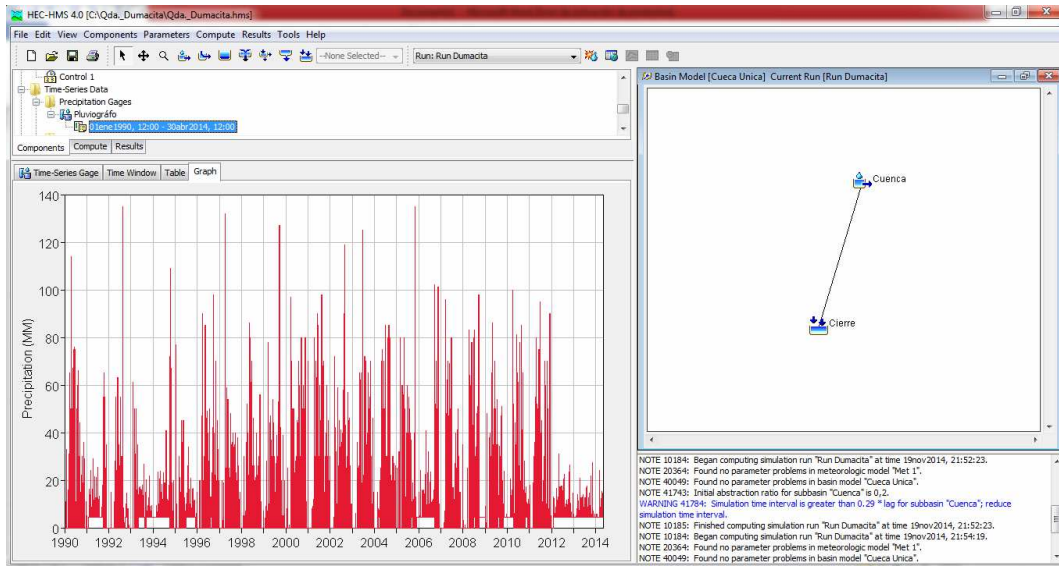 HEC-HMS 4.0 [C:\Qda._Dumacita\Qda._Dumacita.hms]
File Edit View Components Parameters Compute Results Tools Help
--None Selected--
Run: Run Dumacita
Control 1
Time-Series Data
Precipitation Gages
Pluviográfo
01ene1990, 12:00 - 30abr2014, 12:00
Components Compute Results
Time-Series Gage Time Window Table Graph
Precipitation (MM)
140
120
100
80
60
40
20
0
1990 1992 1994 1996 1998 2000 2002 2004 2006 2008 2010 2012 2014
Basin Model [Cueca Unica] Current Run [Run Dumacita]
Cuenca
Cierre
NOTE 10184: Began computing simulation run "Run Dumacita" at time 19nov2014, 21:52:23.
NOTE 20364: Found no parameter problems in meteorologic model "Met 1".
NOTE 40049: Found no parameter problems in basin model "Cueca Unica".
NOTE 41743: Initial abstraction ratio for subbasin "Cuenca" is 0,2.
WARNING 41784: Simulation time interval is greater than 0.29 * lag for subbasin "Cuenca"; reduce
simulation time interval.
NOTE 10185: Finished computing simulation run "Run Dumacita" at time 19nov2014, 21:52:23.
NOTE 10184: Began computing simulation run "Run Dumacita" at time 19nov2014, 21:54:19.
NOTE 20364: Found no parameter problems in meteorologic model "Met 1".
NOTE 40049: Found no parameter problems in basin model "Cueca Unica".